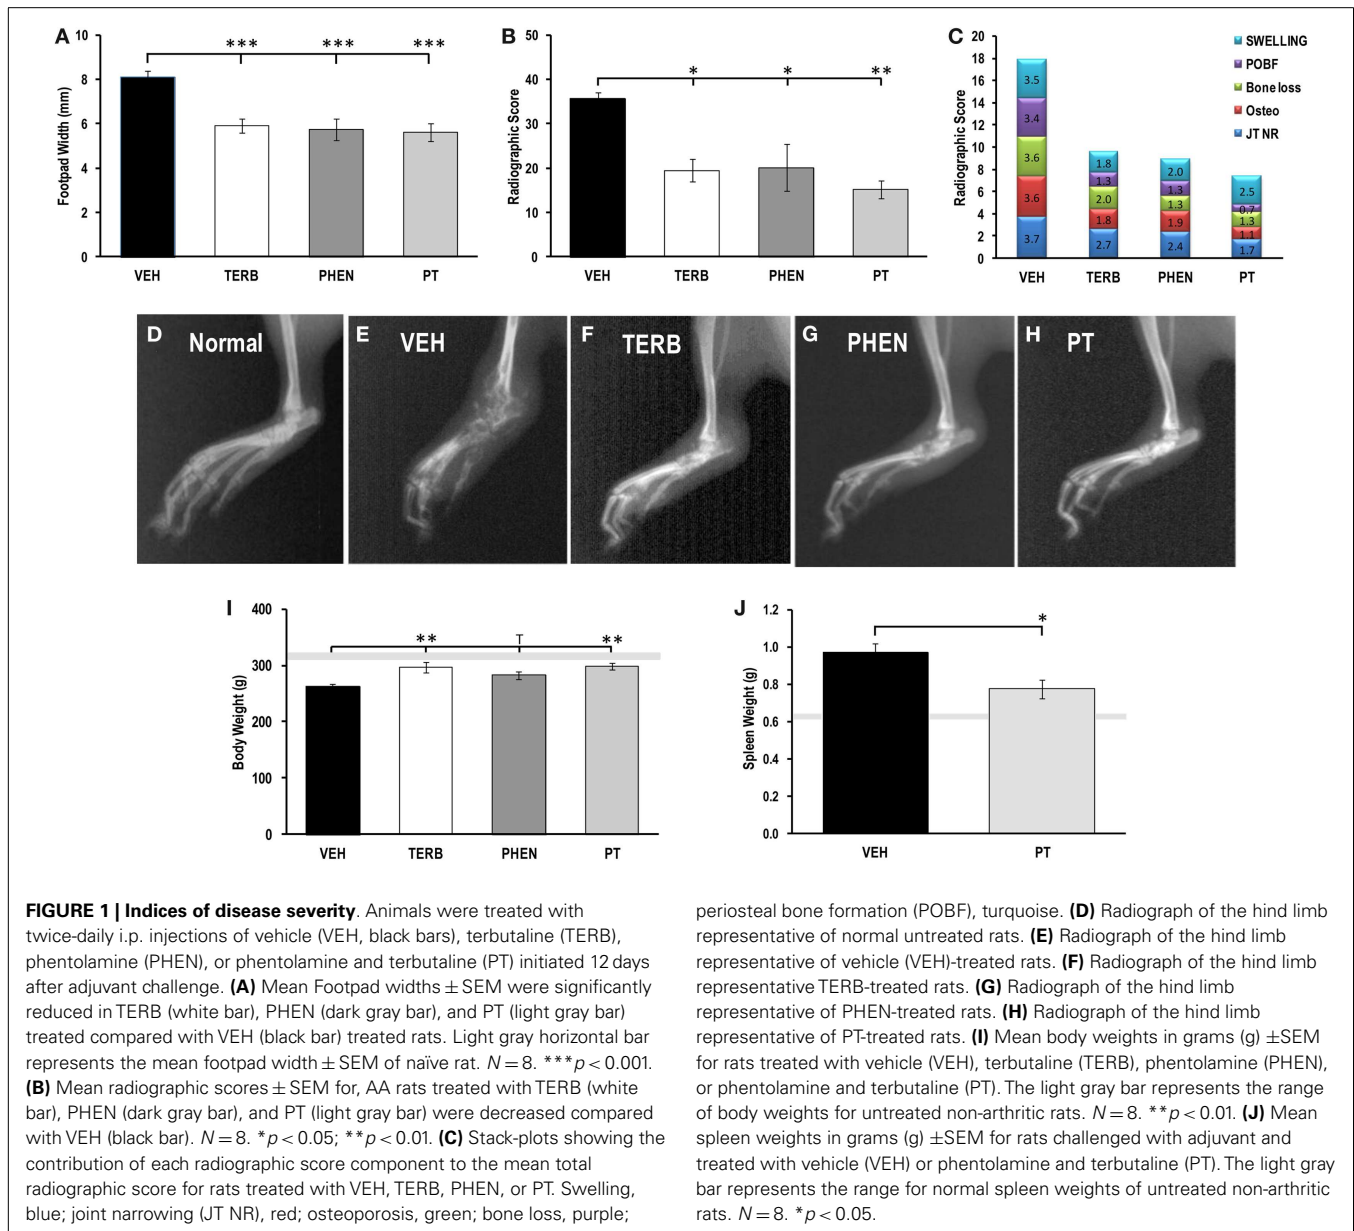 A
Footpad Width (mm)
10
8
6
4
2
0
*** *** ***
VEH TERB PHEN PT
B
Radiographic Score
50
40
30
20
10
0
* * **
VEH TERB PHEN PT
C
Radiographic Score
20
18
16
14
12
10
8
6
4
2
0
3.5
3.4
3.6
3.6
3.7
1.8
1.3
2.0
1.8
2.7
2.0
1.3
1.3
1.9
2.4
2.5
0.7
1.3
1.1
1.7
VEH TERB PHEN PT
SWELLING
POBF
Bone loss
Osteo
JT NR
D Normal
E VEH
F TERB
G PHEN
H PT
I
Body Weight (g)
400
300
200
100
0
** T **
VEH TERB PHEN PT
J
Spleen Weight (g)
1.2
1.0
0.8
0.6
0.4
0.2
0.0
*
VEH PT
FIGURE 1 | Indices of disease severity. Animals were treated with
twice-daily i.p. injections of vehicle (VEH, black bars), terbutaline (TERB),
phentolamine (PHEN), or phentolamine and terbutaline (PT) initiated 12 days
after adjuvant challenge. (A) Mean Footpad widths ± SEM were significantly
reduced in TERB (white bar), PHEN (dark gray bar), and PT (light gray bar)
treated compared with VEH (black bar) treated rats. Light gray horizontal bar
represents the mean footpad width ± SEM of naïve rat. N = 8. ***p < 0.001.
(B) Mean radiographic scores ± SEM for, AA rats treated with TERB (white
bar), PHEN (dark gray bar), and PT (light gray bar) were decreased compared
with VEH (black bar). N = 8. *p < 0.05; **p < 0.01. (C) Stack-plots showing the
contribution of each radiographic score component to the mean total
radiographic score for rats treated with VEH, TERB, PHEN, or PT. Swelling,
blue; joint narrowing (JT NR), red; osteoporosis, green; bone loss, purple;
periosteal bone formation (POBF), turquoise. (D) Radiograph of the hind limb
representative of normal untreated rats. (E) Radiograph of the hind limb
representative of vehicle (VEH)-treated rats. (F) Radiograph of the hind limb
representative TERB-treated rats. (G) Radiograph of the hind limb
representative of PHEN-treated rats. (H) Radiograph of the hind limb
representative of PT-treated rats. (I) Mean body weights in grams (g) ±SEM
for rats treated with vehicle (VEH), terbutaline (TERB), phentolamine (PHEN),
or phentolamine and terbutaline (PT). The light gray bar represents the range
of body weights for untreated non-arthritic rats. N = 8. **p < 0.01. (J) Mean
spleen weights in grams (g) ±SEM for rats challenged with adjuvant and
treated with vehicle (VEH) or phentolamine and terbutaline (PT). The light gray
bar represents the range for normal spleen weights of untreated non-arthritic
rats. N = 8. *p < 0.05.